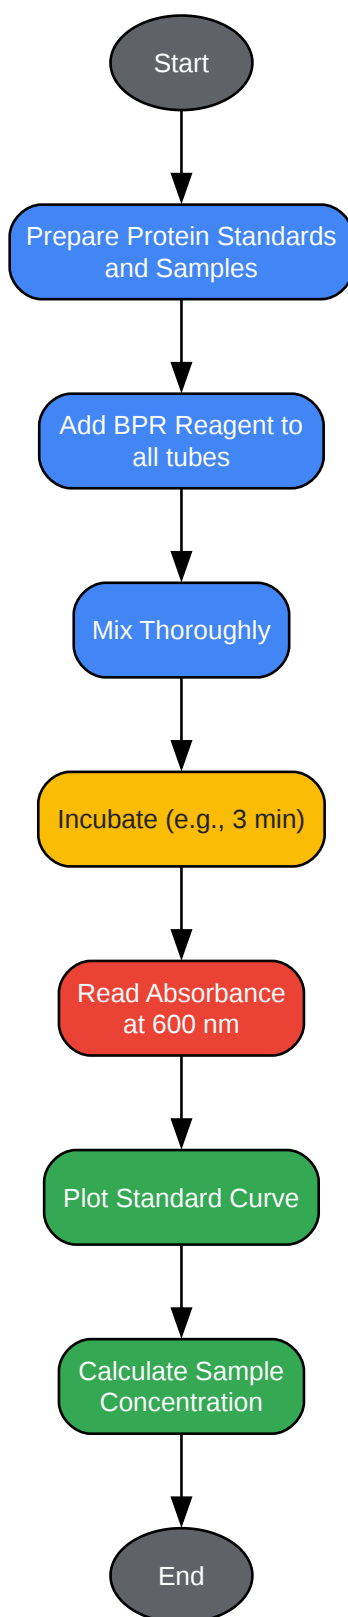 Start
Prepare Protein Standards
and Samples
Add BPR Reagent to
all tubes
Mix Thoroughly
Incubate (e.g., 3 min)
Read Absorbance
at 600 nm
Plot Standard Curve
Calculate Sample
Concentration
End